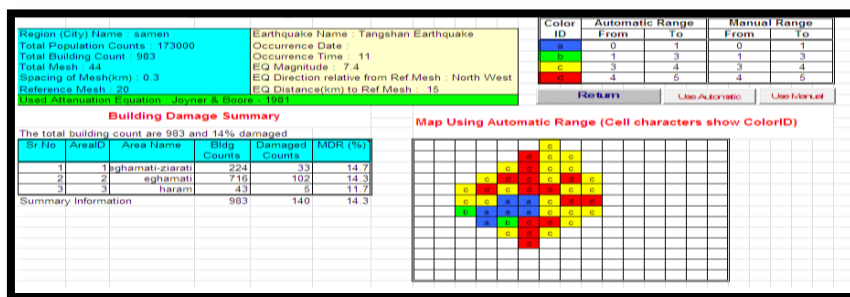 Region (City) Name : samen
Total Population Counts : 173000
Total Building Count : 983
Total Mesh : 44
Spacing of Mesh(km) : 0.3
Reference Mesh : 20
Earthquake Name : Tangshan Earthquake
Occurrence Date :
Occurrence Time : 11
EQ Magnitude : 7.4
EQ Direction relative from Ref.Mesh : North West
EQ Distance(km) to Ref.Mesh : 15
Used Attenuation Equation : Joyner & Boore - 1981
Color ID Automatic Range Manual Range
From To From To
a 0 1 0 1
b 1 3 1 3
c 3 4 3 4
d 4 5 4 5
Return Use Automatic Use Manual
Building Damage Summary
The total building count are 983 and 14% damaged
Sr.No AreaID Area Name Bldg Counts Damaged Counts MDR (%)
1 1 eghamati-ziarati 224 33 14.7
2 2 eghamati 716 102 14.3
3 3 haram 43 5 11.7
Summary Information 983 140 14.3
Map Using Automatic Range (Cell characters show ColorID)
c
d c c
c d c c
c d c d d c
c d c d d c c
c c a a c d d
b a a a c c c
a b d d c
c d c
d